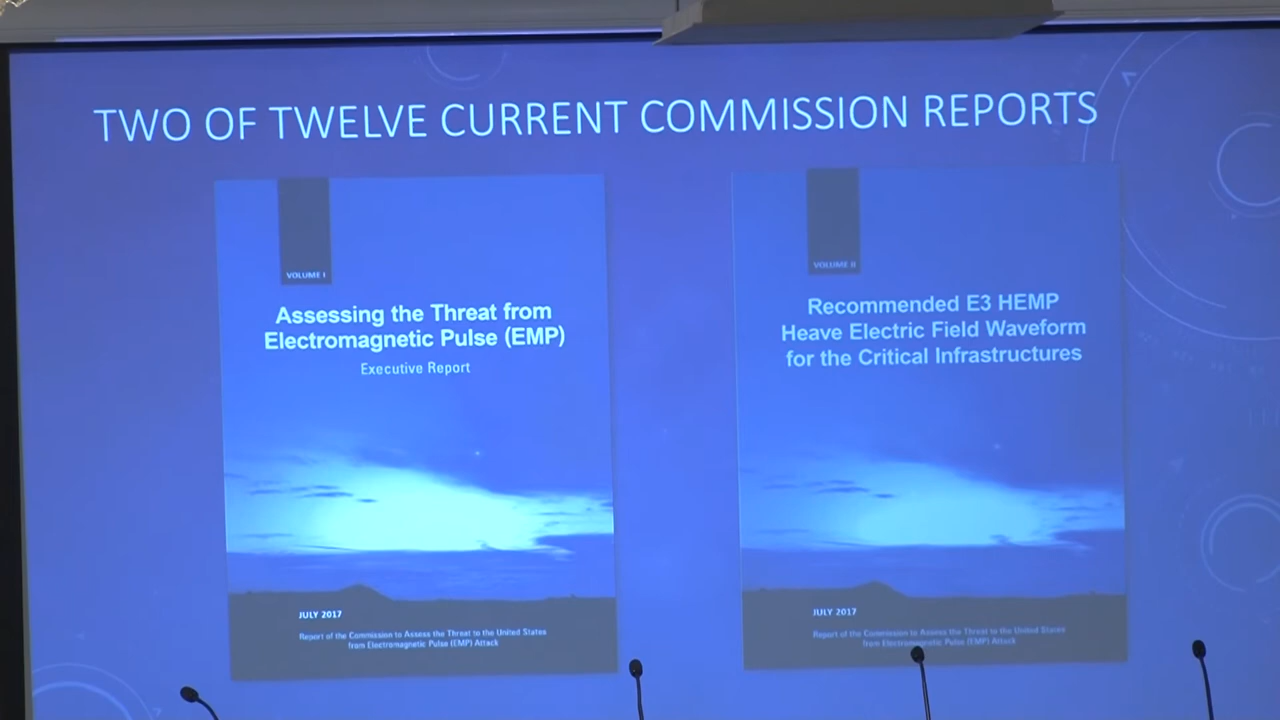 TWO OF TWELVE CURRENT COMMISSION REPORTS
VOLUME I
Assessing the Threat from
Electromagnetic Pulse (EMP)
Executive Report
JULY 2017
Report of the Commission to Assess the Threat to the United States
from Electromagnetic Pulse (EMP) Attack
VOLUME II
Recommended E3 HEMP
Heave Electric Field Waveform
for the Critical Infrastructures
JULY 2017
Report of the Commission to Assess the Threat to the United States
from Electromagnetic Pulse (EMP) Attack